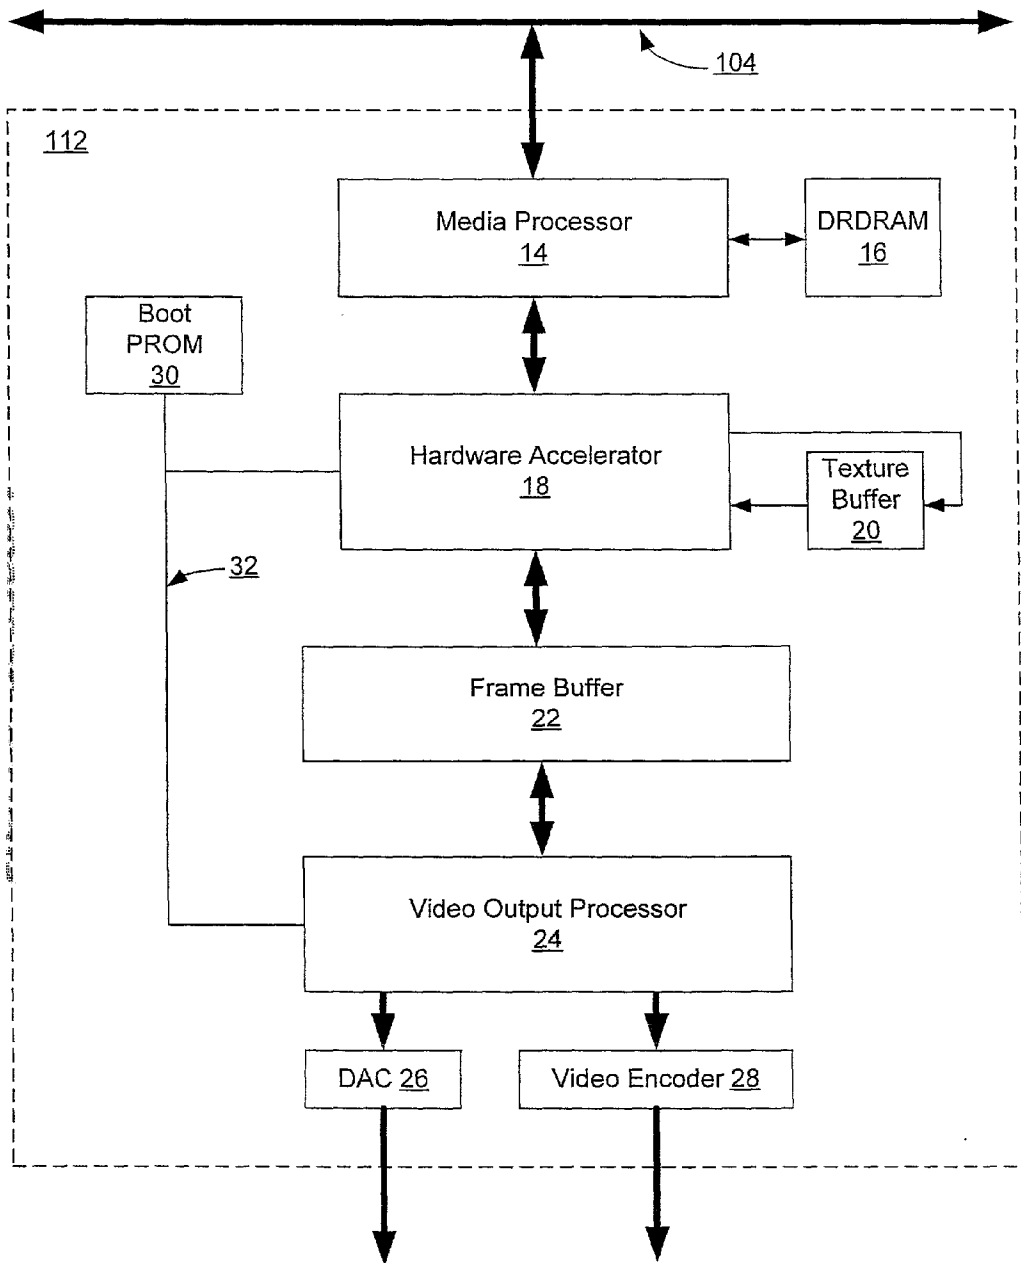 104
112
Media Processor
14
DRDRAM
16
Boot
PROM
30
Hardware Accelerator
18
Texture
Buffer
20
32
Frame Buffer
22
Video Output Processor
24
DAC 26
Video Encoder 28